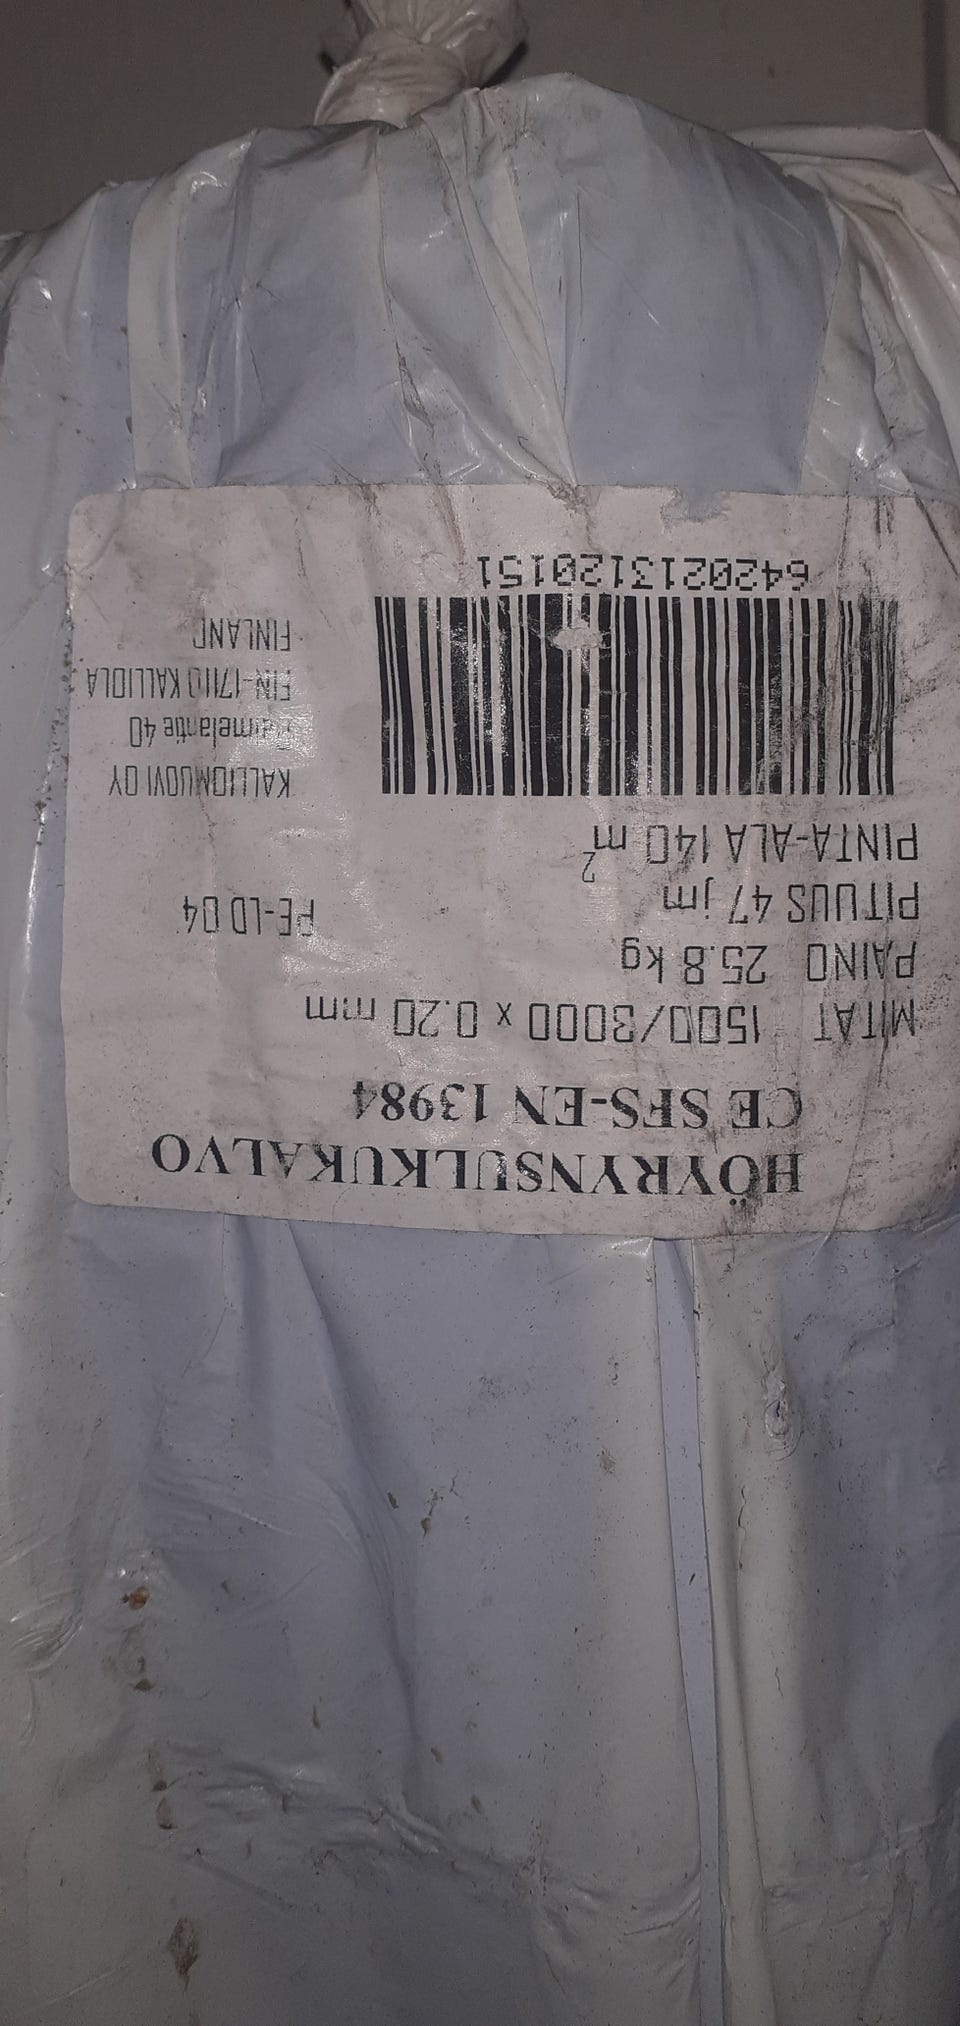 HÖYRYNSULKUKALVO
CE SFS-EN 13984
MITAT 1500/3000 x 0.20 mm
PAINO 25.8 kg
PITUUS 47 jm
PE-LD 04
PINTA-ALA 140 m²
KALLIOMUOVI OY
40
FIN-17110 KALLIOLA
FINLAND
6420213120151